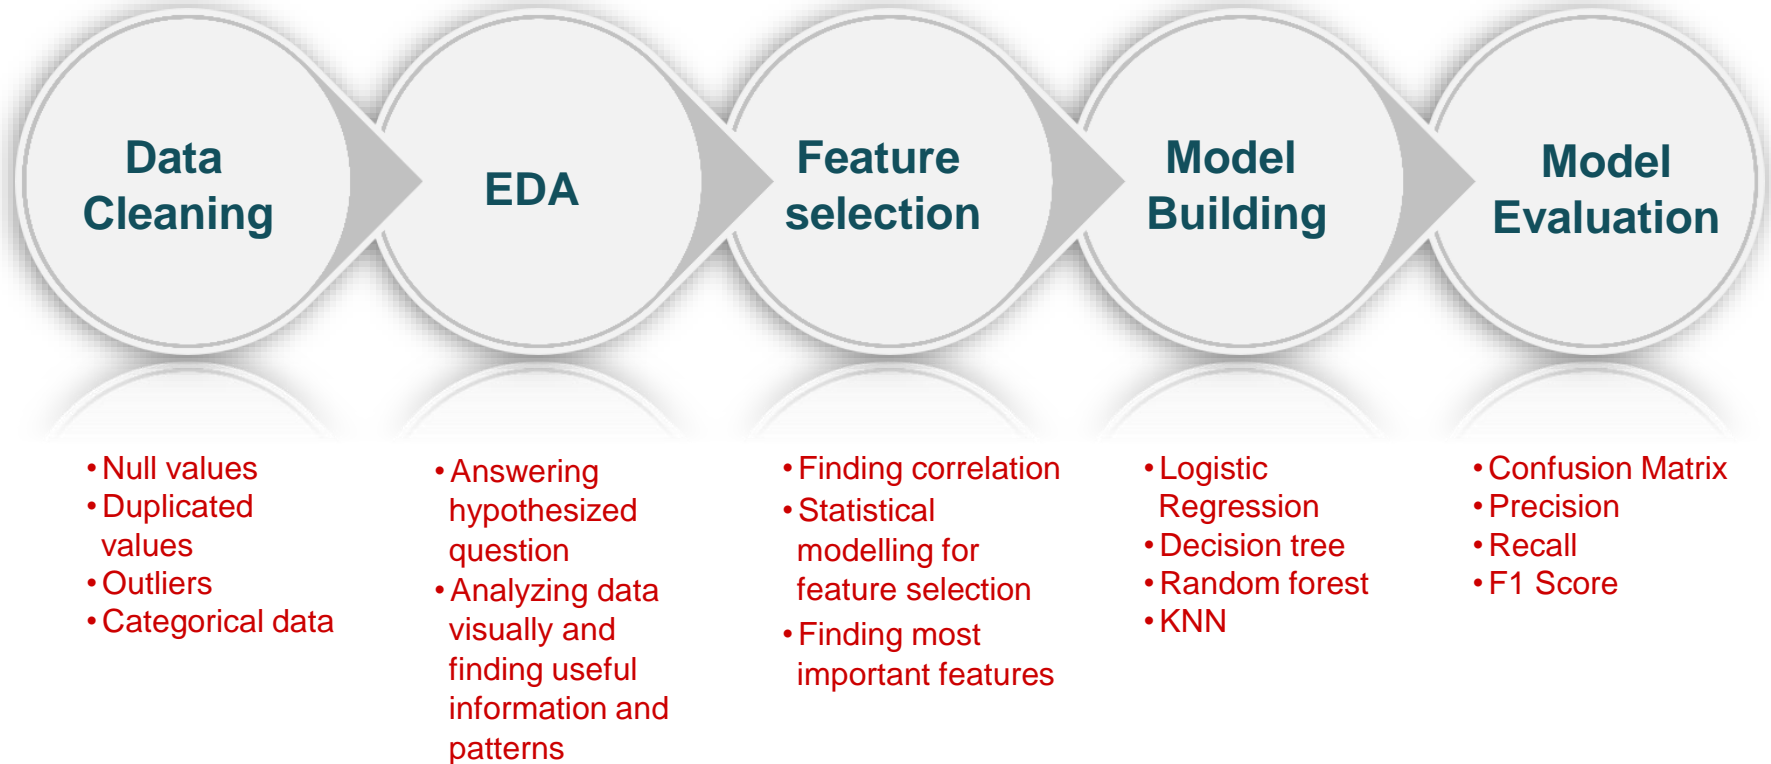 Data
Cleaning
EDA
Feature
selection
Model
Building
Model
Evaluation
• Null values
• Duplicated
values
• Outliers
• Categorical data
• Answering
hypothesized
question
• Analyzing data
visually and
finding useful
information and
patterns
• Finding correlation
• Statistical
modelling for
feature selection
• Finding most
important features
• Logistic
Regression
• Decision tree
• Random forest
• KNN
• Confusion Matrix
• Precision
• Recall
• F1 Score